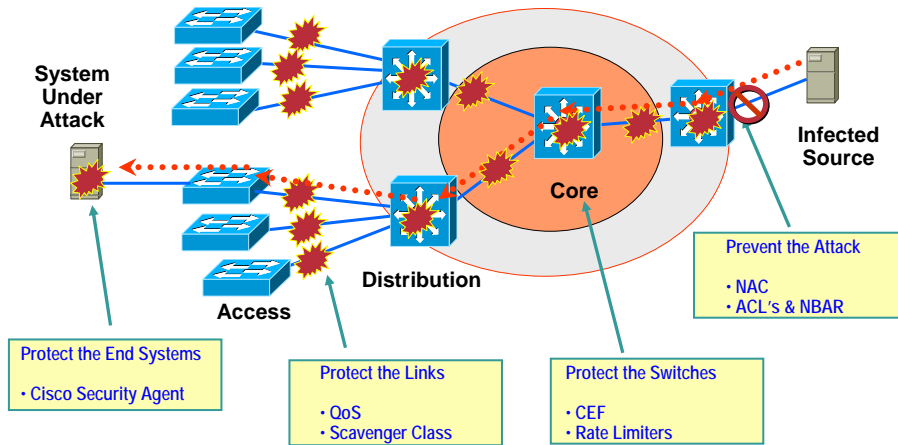 System
Under
Attack
Infected
Source
Core
Distribution
Access
Prevent the Attack
• NAC
• ACL's & NBAR
Protect the End Systems
• Cisco Security Agent
Protect the Links
• QoS
• Scavenger Class
Protect the Switches
• CEF
• Rate Limiters